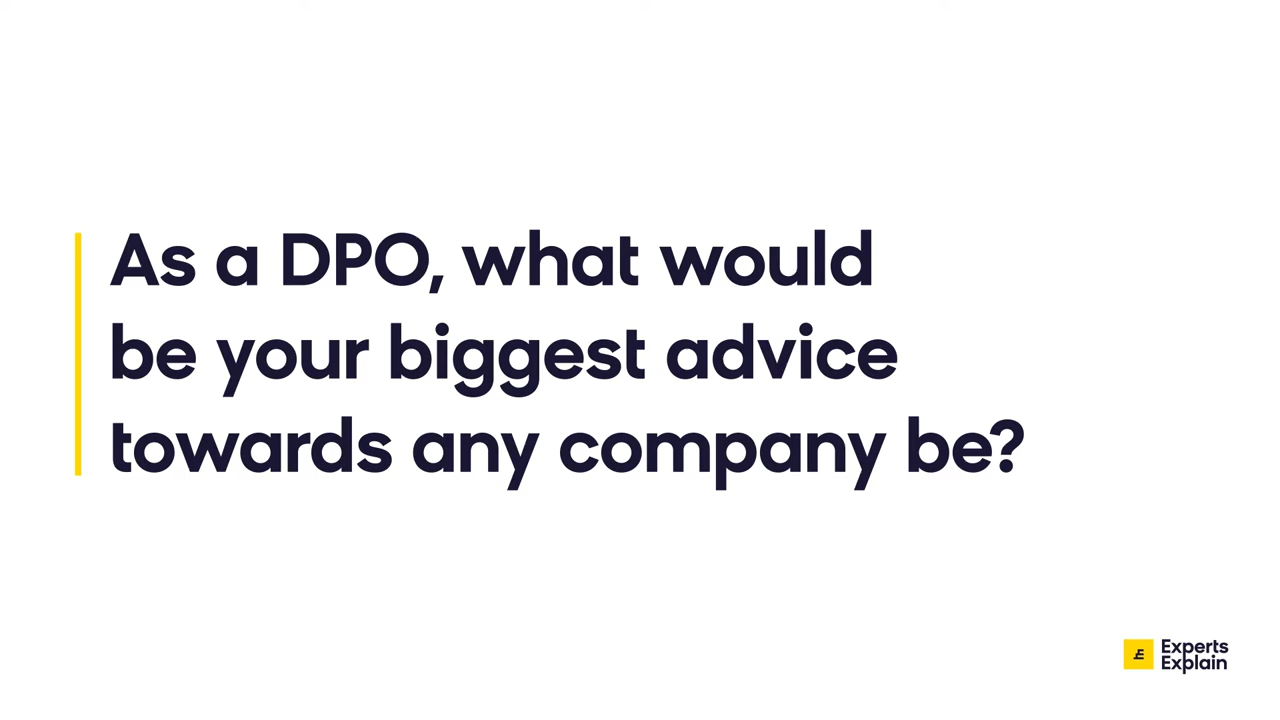 As a DPO, what would
be your biggest advice
towards any company be?
Experts
Explain